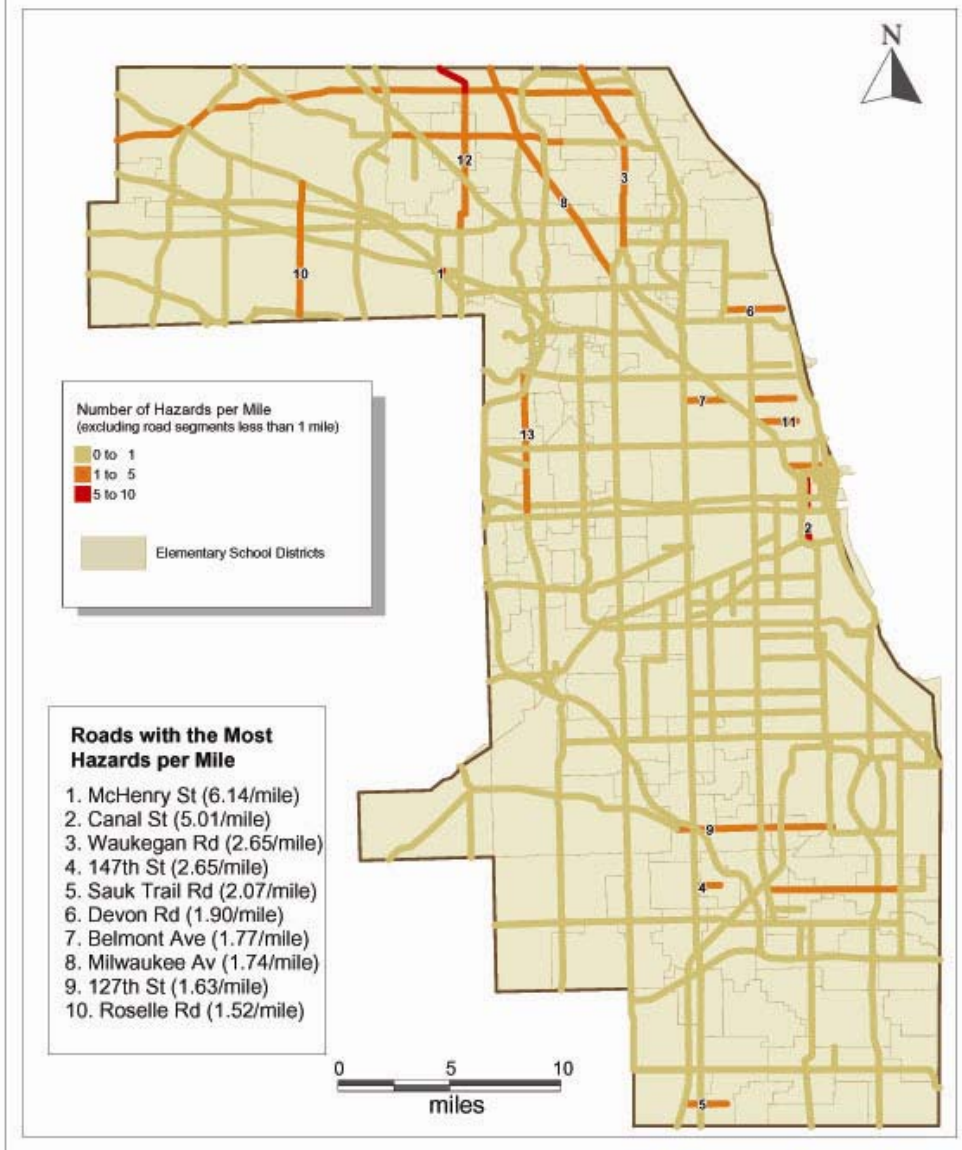 N
12
3
8
10
1
6
7
11
13
2
9
4
5
Number of Hazards per Mile
(excluding road segments less than 1 mile)
0 to 1
1 to 5
5 to 10
Elementary School Districts
Roads with the Most
Hazards per Mile
1. McHenry St (6.14/mile)
2. Canal St (5.01/mile)
3. Waukegan Rd (2.65/mile)
4. 147th St (2.65/mile)
5. Sauk Trail Rd (2.07/mile)
6. Devon Rd (1.90/mile)
7. Belmont Ave (1.77/mile)
8. Milwaukee Av (1.74/mile)
9. 127th St (1.63/mile)
10. Roselle Rd (1.52/mile)
0 5 10
miles